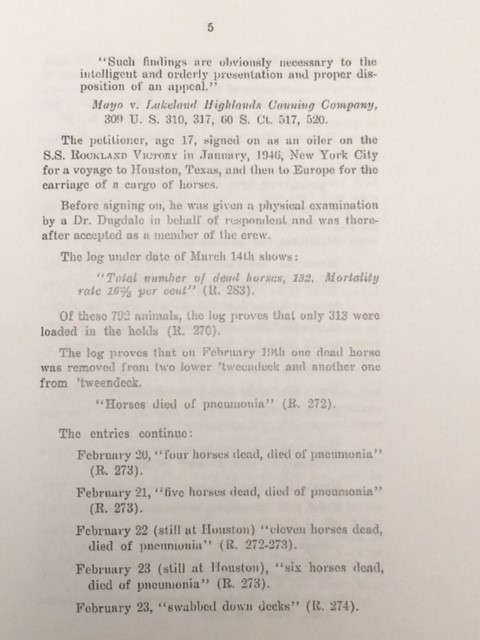 5
"Such findings are obviously necessary to the
intelligent and orderly presentation and proper dis-
position of an appeal."
Mayo v. Lakeland Highlands Canning Company,
309 U. S. 310, 317, 60 S. Ct. 517, 520.
The petitioner, age 17, signed on as an oiler on the
S.S. ROCKLAND VICTORY in January, 1946, New York City
for a voyage to Houston, Texas, and then to Europe for the
carriage of a cargo of horses.
Before signing on, he was given a physical examination
by a Dr. Dugdale in behalf of respondent and was there-
after accepted as a member of the crew.
The log under date of March 14th shows:
"Total number of dead horses, 132. Mortality
rate 16⅔ per cent" (R. 283).
Of these 792 animals, the log proves that only 313 were
loaded in the holds (R. 270).
The log proves that on February 19th one dead horse
was removed from two lower 'tweendeck and another one
from 'tweendeck.
"Horses died of pneumonia" (R. 272).
The entries continue:
February 20, "four horses dead, died of pneumonia"
(R. 273).
February 21, "five horses dead, died of pneumonia"
(R. 273).
February 22 (still at Houston) "eleven horses dead,
died of pneumonia" (R. 272-273).
February 23 (still at Houston), "six horses dead,
died of pneumonia" (R. 273).
February 23, "swabbed down decks" (R. 274).